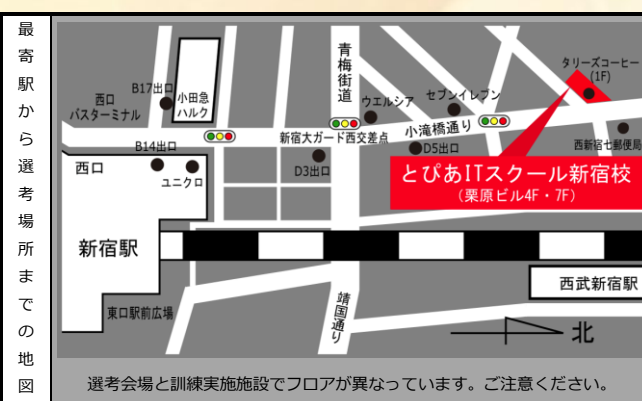 最寄駅から選考場所までの地図
青梅街道
タリーズコーヒー
(1F)
B17出口
小田急
ハルク
西口
バスターミナル
ウエルシア
セブンイレブン
新宿大ガード西交差点
小滝橋通り
B14出口
D5出口
西新宿七郵便局
西口
ユニクロ
D3出口
とぴあITスクール新宿校
(栗原ビル4F・7F)
新宿駅
西武新宿駅
東口駅前広場
靖国通り
北
選考会場と訓練実施施設でフロアが異なっています。ご注意ください。